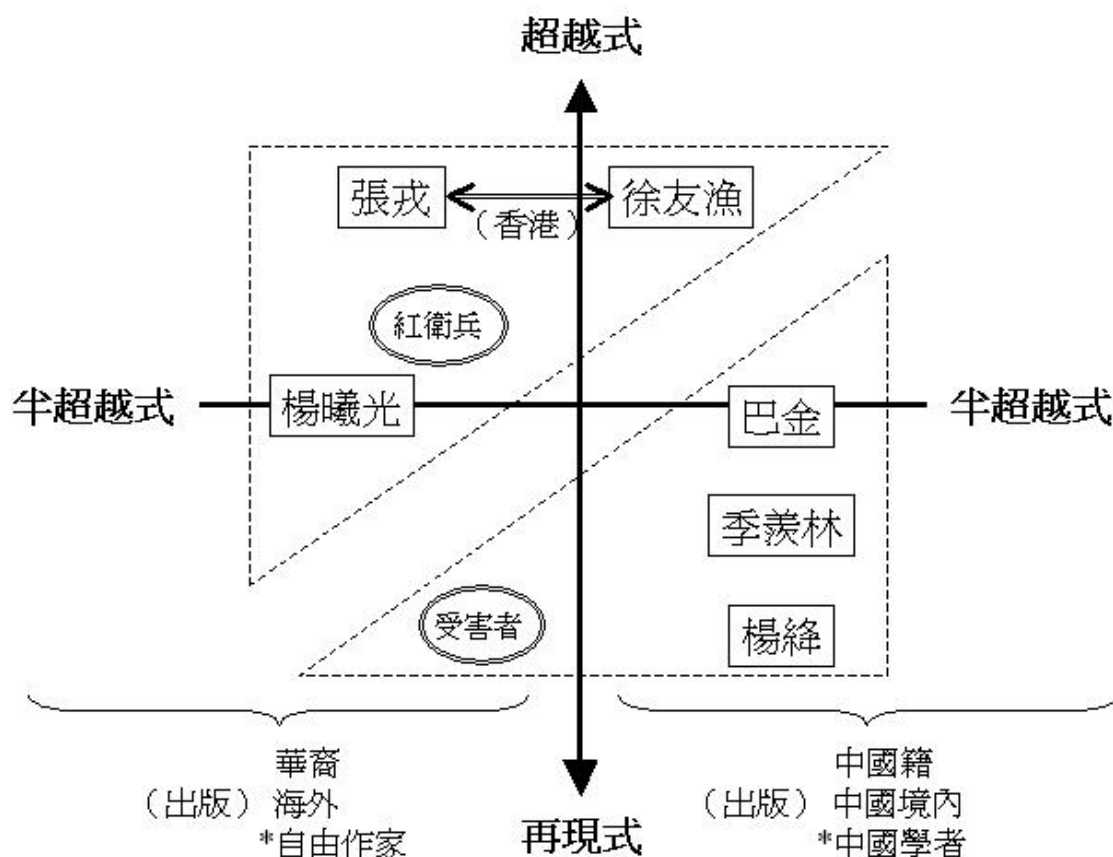 超越式
張戎
徐友漁
（香港）
紅衛兵
半超越式
楊曦光
巴金
半超越式
季羨林
受害者
楊絳
華裔
（出版） 海外
*自由作家
再現式
中國籍
（出版） 中國境內
*中國學者